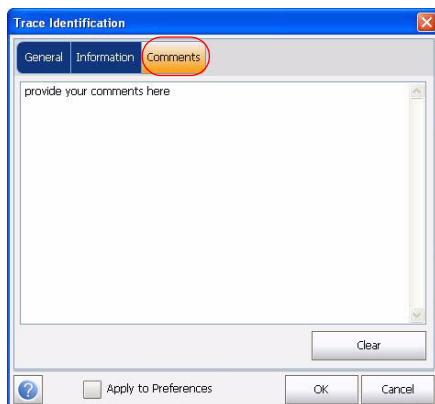 Trace Identification
General Information Comments
provide your comments here
Clear
? Apply to Preferences OK Cancel